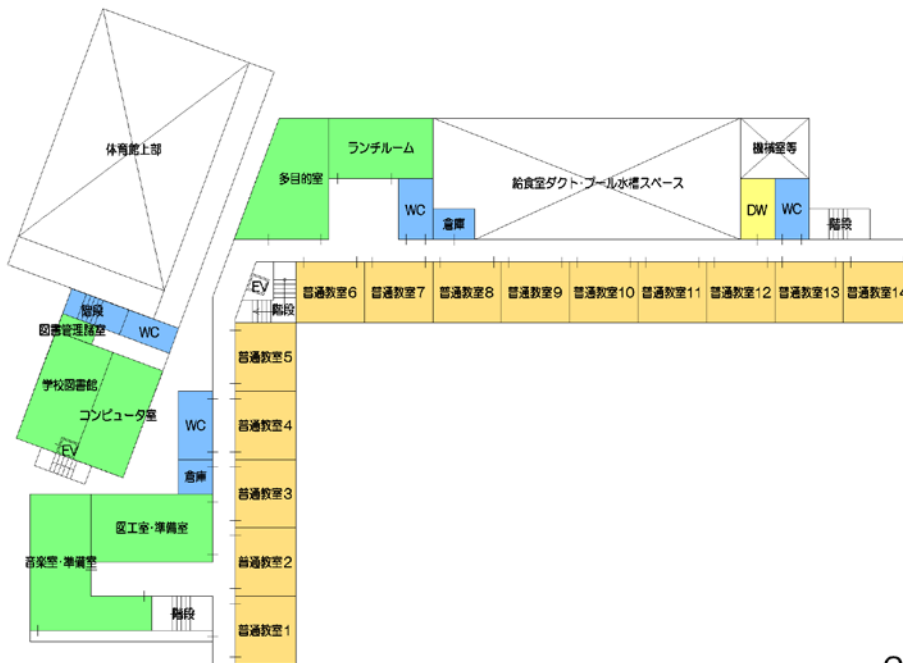 体育館上部
ランチルーム
多目的室
給食室ダクト・プール水槽スペース
機械室等
WC
倉庫
DW
WC
階段
EV
階段
普通教室6
普通教室7
普通教室8
普通教室9
普通教室10
普通教室11
普通教室12
普通教室13
普通教室14
階段
WC
図書管理諸室
学校図書館
コンピュータ室
EV
普通教室5
WC
普通教室4
倉庫
普通教室3
図工室・準備室
普通教室2
音楽室・準備室
階段
普通教室1